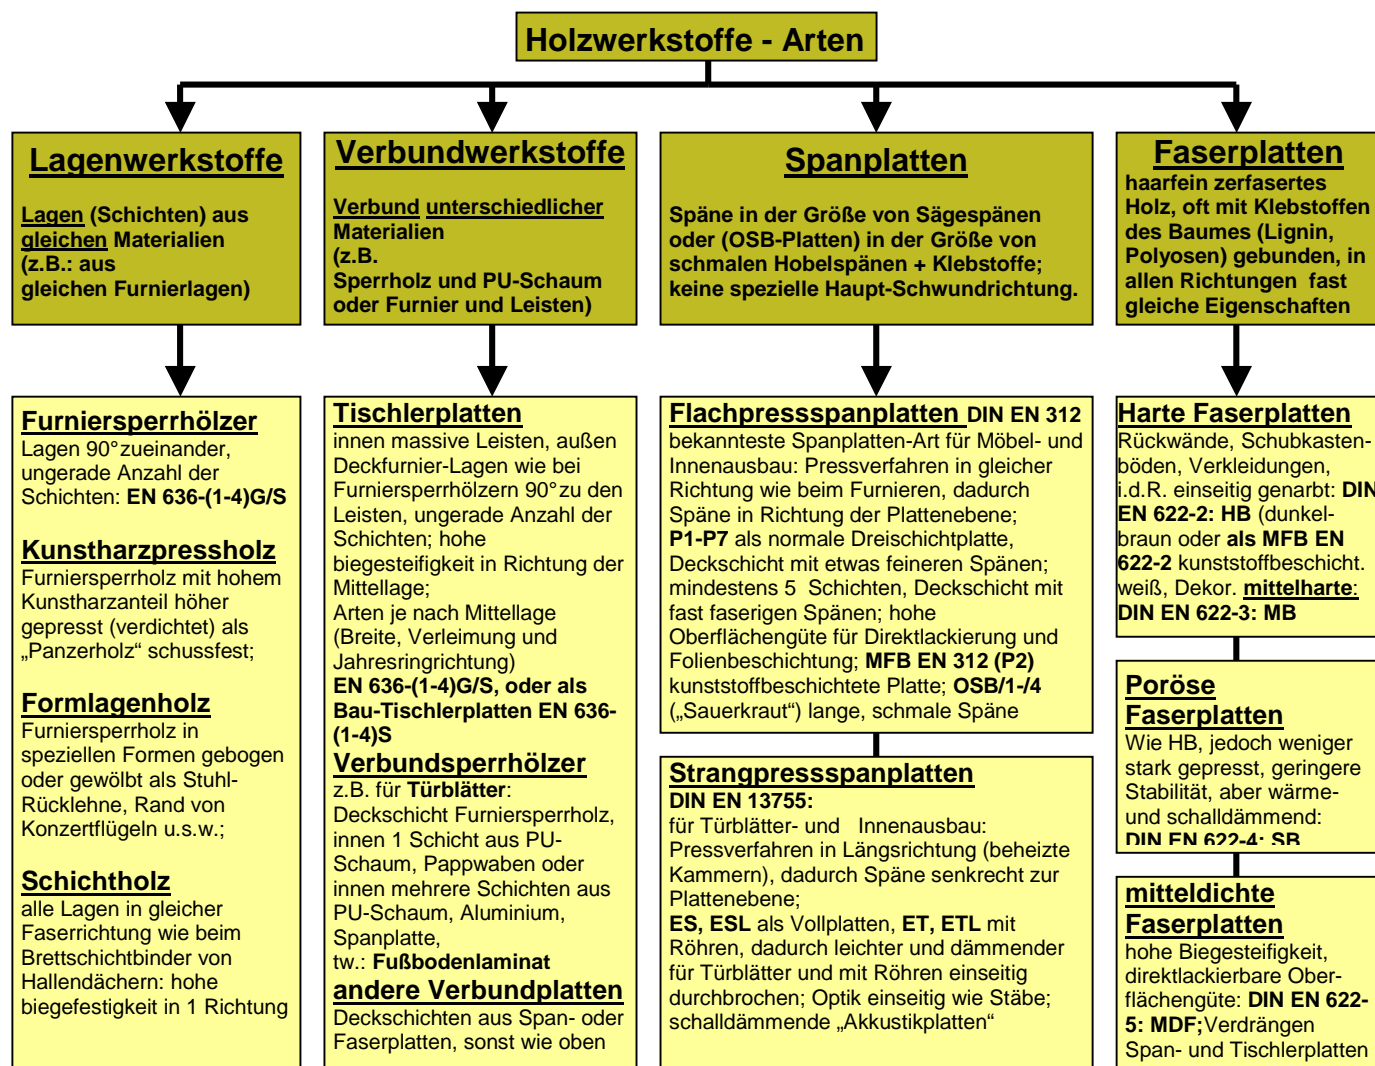 Holzwerkstoffe - Arten
Lagenwerkstoffe
Lagen (Schichten) aus
gleichen Materialien
(z.B.: aus
gleichen Furnierlagen)
Verbundwerkstoffe
Verbund unterschiedlicher
Materialien
(z.B.
Sperrholz und PU-Schaum
oder Furnier und Leisten)
Spanplatten
Späne in der Größe von Sägespänen
oder (OSB-Platten) in der Größe von
schmalen Hobelspänen + Klebstoffe;
keine spezielle Haupt-Schwundrichtung.
Faserplatten
haarfein zerfasertes
Holz, oft mit Klebstoffen
des Baumes (Lignin,
Polyosen) gebunden, in
allen Richtungen fast
gleiche Eigenschaften
Furniersperrhölzer
Lagen 90° zueinander,
ungerade Anzahl der
Schichten: EN 636-(1-4)G/S
Kunstharzpressholz
Furniersperrholz mit hohem
Kunstharzanteil höher
gepresst (verdichtet) als
„Panzerholz“ schussfest;
Formlagenholz
Furniersperrholz in
speziellen Formen gebogen
oder gewölbt als Stuhl-
Rücklehne, Rand von
Konzertflügeln u.s.w.;
Schichtholz
alle Lagen in gleicher
Faserrichtung wie beim
Brettschichtbinder von
Hallendächern: hohe
biegefestigkeit in 1 Richtung
Tischlerplatten
innen massive Leisten, außen
Deckfurnier-Lagen wie bei
Furniersperrhölzern 90° zu den
Leisten, ungerade Anzahl der
Schichten; hohe
biegesteifigkeit in Richtung der
Mittellage;
Arten je nach Mittellage
(Breite, Verleimung und
Jahresringrichtung)
EN 636-(1-4)G/S, oder als
Bau-Tischlerplatten EN 636-
(1-4)S
Verbundsperrhölzer
z.B. für Türblätter:
Deckschicht Furniersperrholz,
innen 1 Schicht aus PU-
Schaum, Pappwaben oder
innen mehrere Schichten aus
PU-Schaum, Aluminium,
Spanplatte,
tw.: Fußbodenlaminat
andere Verbundplatten
Deckschichten aus Span- oder
Faserplatten, sonst wie oben
Flachpressspanplatten DIN EN 312
bekannteste Spanplatten-Art für Möbel- und
Innenausbau: Pressverfahren in gleicher
Richtung wie beim Furnieren, dadurch
Späne in Richtung der Plattenebene;
P1-P7 als normale Dreischichtplatte,
Deckschicht mit etwas feineren Spänen;
mindestens 5 Schichten, Deckschicht mit
fast faserigen Spänen; hohe
Oberflächengüte für Direktlackierung und
Folienbeschichtung; MFB EN 312 (P2)
kunststoffbeschichtete Platte; OSB/1-/4
(„Sauerkraut“) lange, schmale Späne
Strangpressspanplatten
DIN EN 13755:
für Türblätter- und Innenausbau:
Pressverfahren in Längsrichtung (beheizte
Kammern), dadurch Späne senkrecht zur
Plattenebene;
ES, ESL als Vollplatten, ET, ETL mit
Röhren, dadurch leichter und dämmender
für Türblätter und mit Röhren einseitig
durchbrochen; Optik einseitig wie Stäbe;
schalldämmende „Akkustikplatten“
Harte Faserplatten
Rückwände, Schubkasten-
böden, Verkleidungen,
i.d.R. einseitig genarbt: DIN
EN 622-2: HB (dunkel-
braun oder als MFB EN
622-2 kunststoffbeschicht.
weiß, Dekor. mittelharte:
DIN EN 622-3: MB
Poröse
Faserplatten
Wie HB, jedoch weniger
stark gepresst, geringere
Stabilität, aber wärme-
und schalldämmend:
DIN EN 622-4: SB
mitteldichte
Faserplatten
hohe Biegesteifigkeit,
direktlackierbare Ober-
flächengüte: DIN EN 622-
5: MDF;Verdrängen
Span- und Tischlerplatten